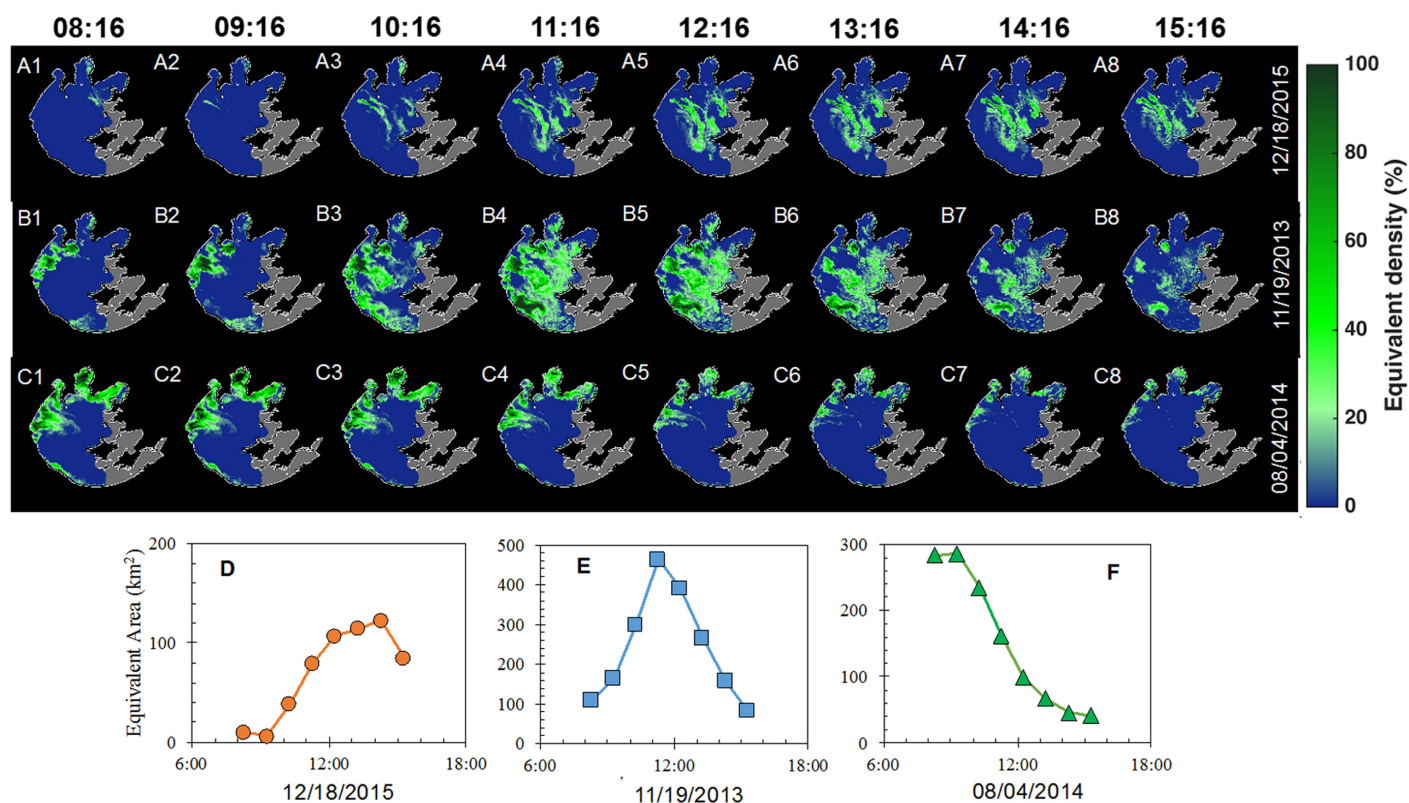 08:16 09:16 10:16 11:16 12:16 13:16 14:16 15:16
A1 A2 A3 A4 A5 A6 A7 A8 12/18/2015
B1 B2 B3 B4 B5 B6 B7 B8 11/19/2013
C1 C2 C3 C4 C5 C6 C7 C8 08/04/2014
100
80
60
40
20
0
Equivalent density (%)
Equivalent Area (km²)
200
100
0
D
6:00 12:00 18:00
12/18/2015
500
400
300
200
100
0
E
6:00 12:00 18:00
11/19/2013
300
200
100
0
F
6:00 12:00 18:00
08/04/2014